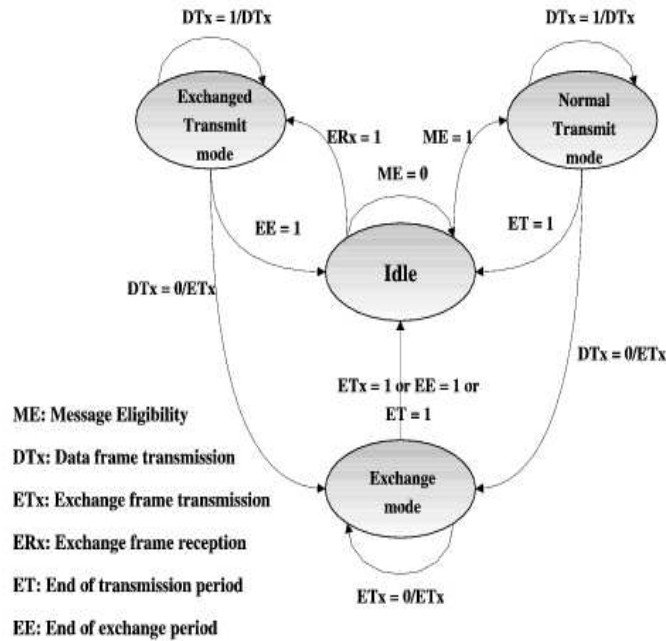 DTx = 1/DTx
DTx = 1/DTx
Exchanged
Transmit
mode
Normal
Transmit
mode
ERx = 1
ME = 1
ME = 0
EE = 1
ET = 1
Idle
DTx = 0/ETx
DTx = 0/ETx
ETx = 1 or EE = 1 or
ET = 1
ME: Message Eligibility
DTx: Data frame transmission
ETx: Exchange frame transmission
ERx: Exchange frame reception
ET: End of transmission period
EE: End of exchange period
Exchange
mode
ETx = 0/ETx